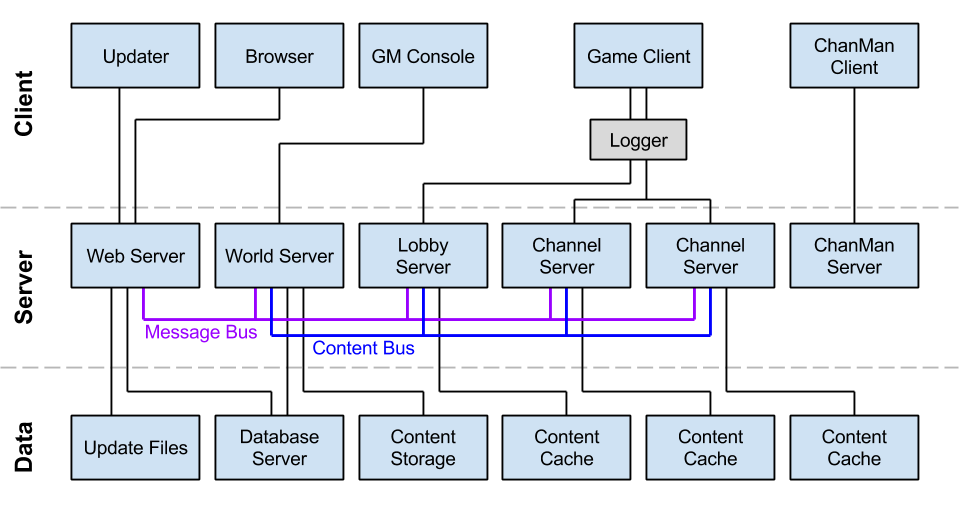 Client
Updater
Browser
GM Console
Game Client
ChanMan
Client
Logger
Server
Web Server
World Server
Lobby
Server
Channel
Server
Channel
Server
ChanMan
Server
Message Bus
Content Bus
Data
Update Files
Database
Server
Content
Storage
Content
Cache
Content
Cache
Content
Cache